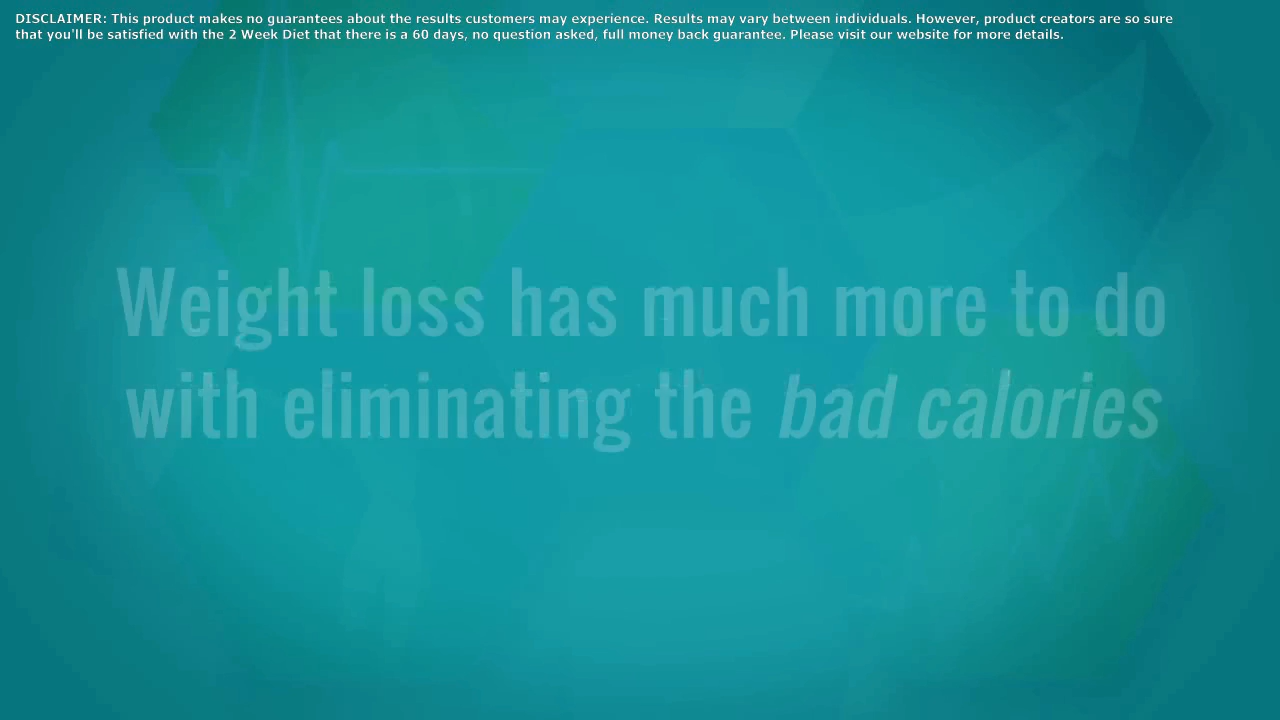 DISCLAIMER: This product makes no guarantees about the results customers may experience. Results may vary between individuals. However, product creators are so sure
that you'll be satisfied with the 2 Week Diet that there is a 60 days, no question asked, full money back guarantee. Please visit our website for more details.
Weight loss has much more to do
with eliminating the bad calories